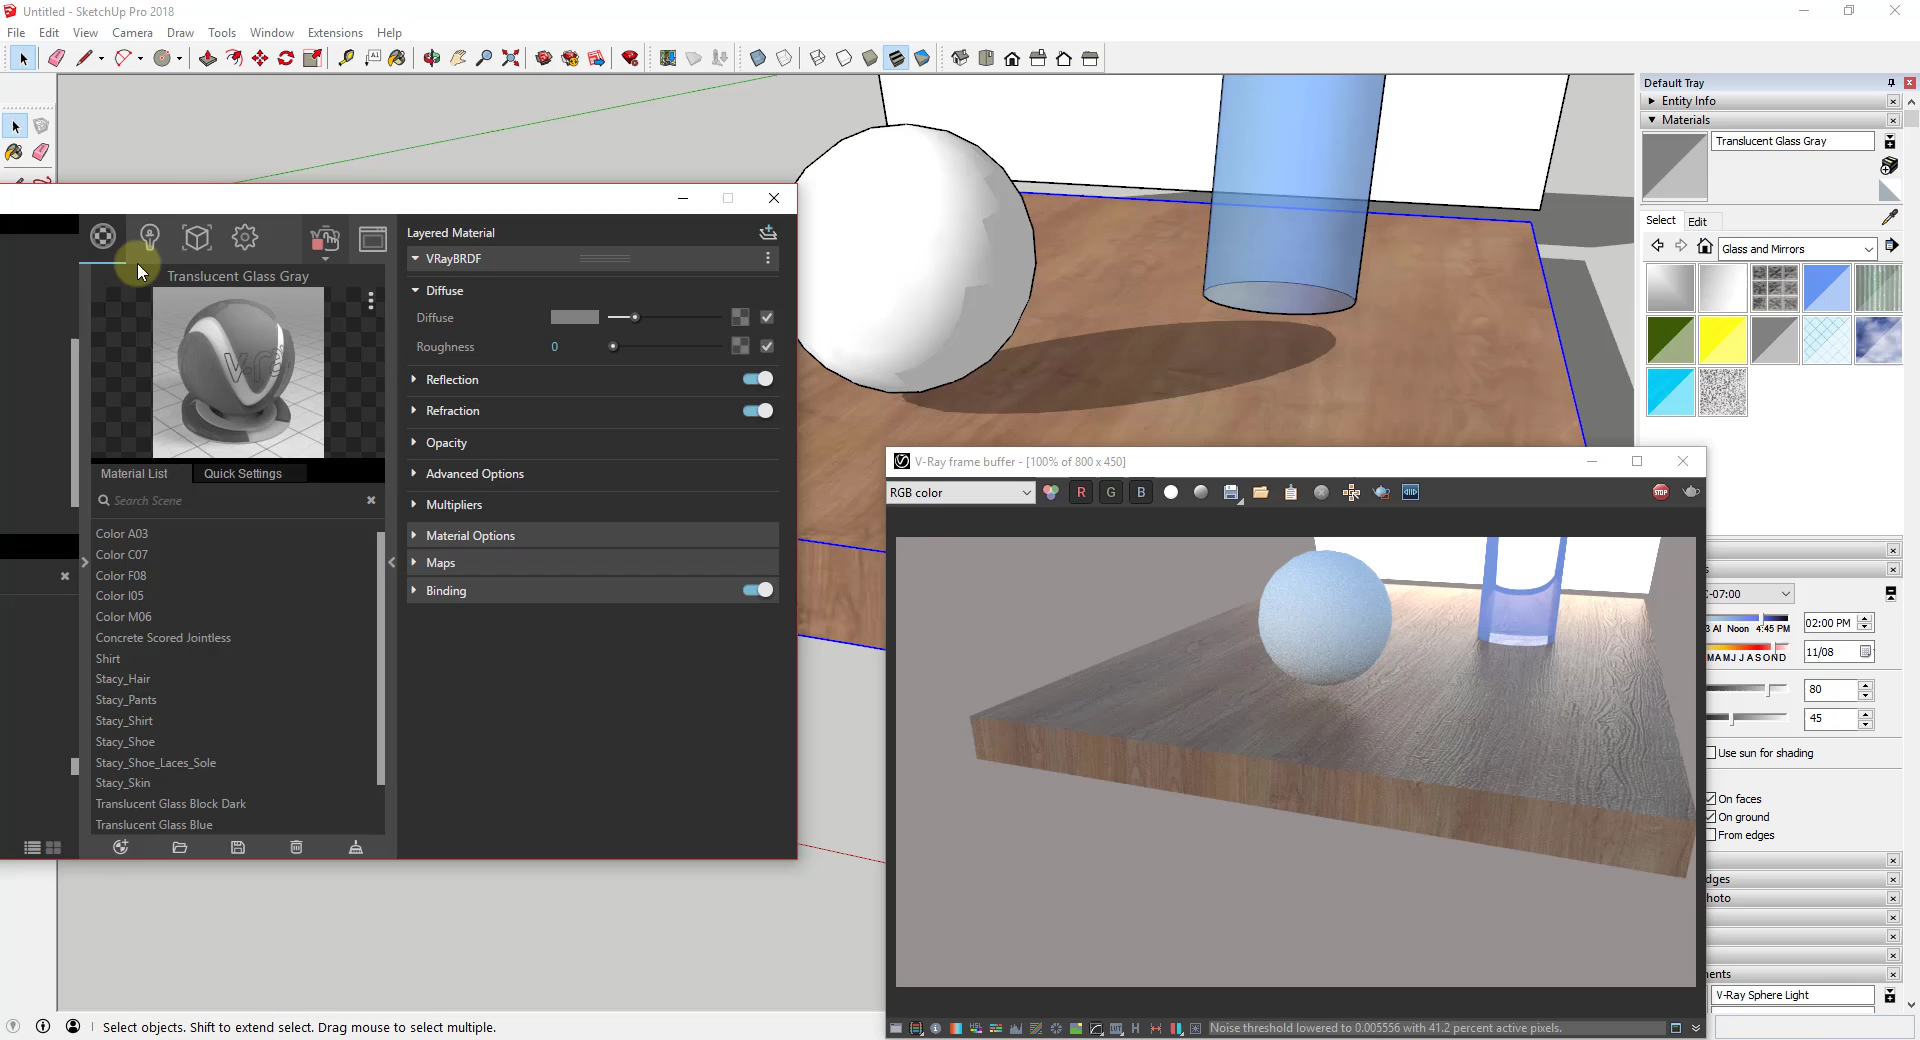 Untitled - SketchUp Pro 2018
File Edit View Camera Draw Tools Window Extensions Help
Default Tray
Entity Info
Materials
Translucent Glass Gray
Select Edit
Glass and Mirrors
Layered Material
VRayBRDF
Translucent Glass Gray
Diffuse
Diffuse
Roughness 0
Reflection
Refraction
Opacity
Advanced Options
Multipliers
Material Options
Maps
Binding
Material List Quick Settings
Search Scene
Color A03
Color C07
Color F08
Color I05
Color M06
Concrete Scored Jointless
Shirt
Stacy_Hair
Stacy_Pants
Stacy_Shirt
Stacy_Shoe
Stacy_Shoe_Laces_Sole
Stacy_Skin
Translucent Glass Block Dark
Translucent Glass Blue
V-Ray frame buffer - [100% of 800 x 450]
RGB color
R G B
STOP
-07:00
Noon 4:45 PM 02:00 PM
MAMJJASOND 11/08
80
45
Use sun for shading
On faces
On ground
From edges
dges
hoto
ents
V-Ray Sphere Light
Noise threshold lowered to 0.005556 with 41.2 percent active pixels.
Select objects. Shift to extend select. Drag mouse to select multiple.